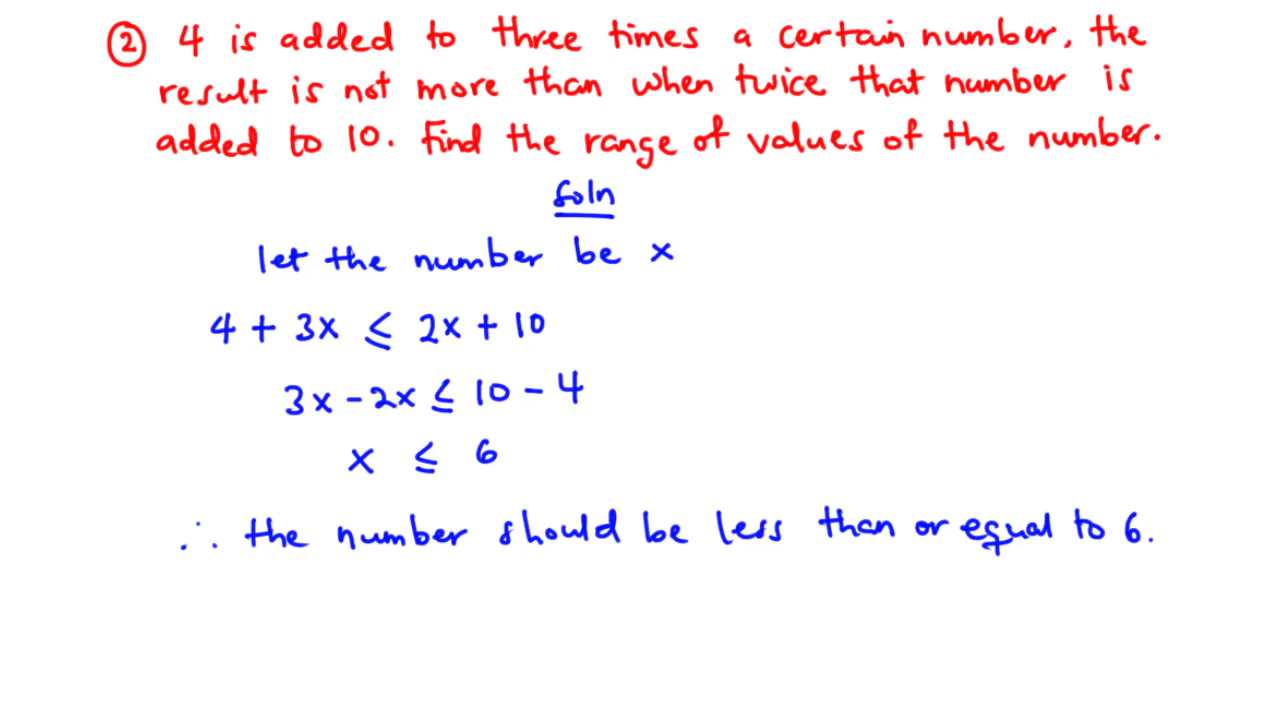 ② 4 is added to three times a certain number, the
result is not more than when twice that number is
added to 10. Find the range of values of the number.
Soln
let the number be x
4 + 3x ≤ 2x + 10
3x - 2x ≤ 10 - 4
x ≤ 6
∴ the number should be less than or equal to 6.